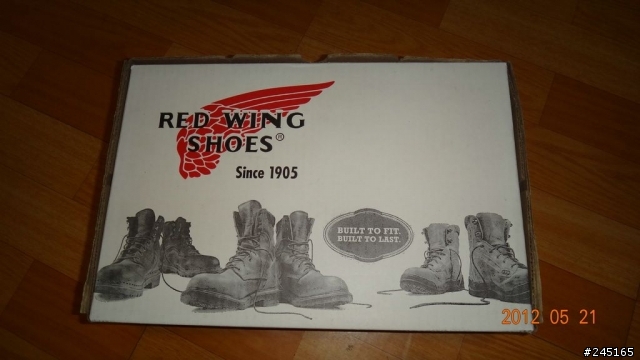 RED WING
SHOES®
Since 1905
BUILT TO FIT.
BUILT TO LAST.
2012 05 21
#245165